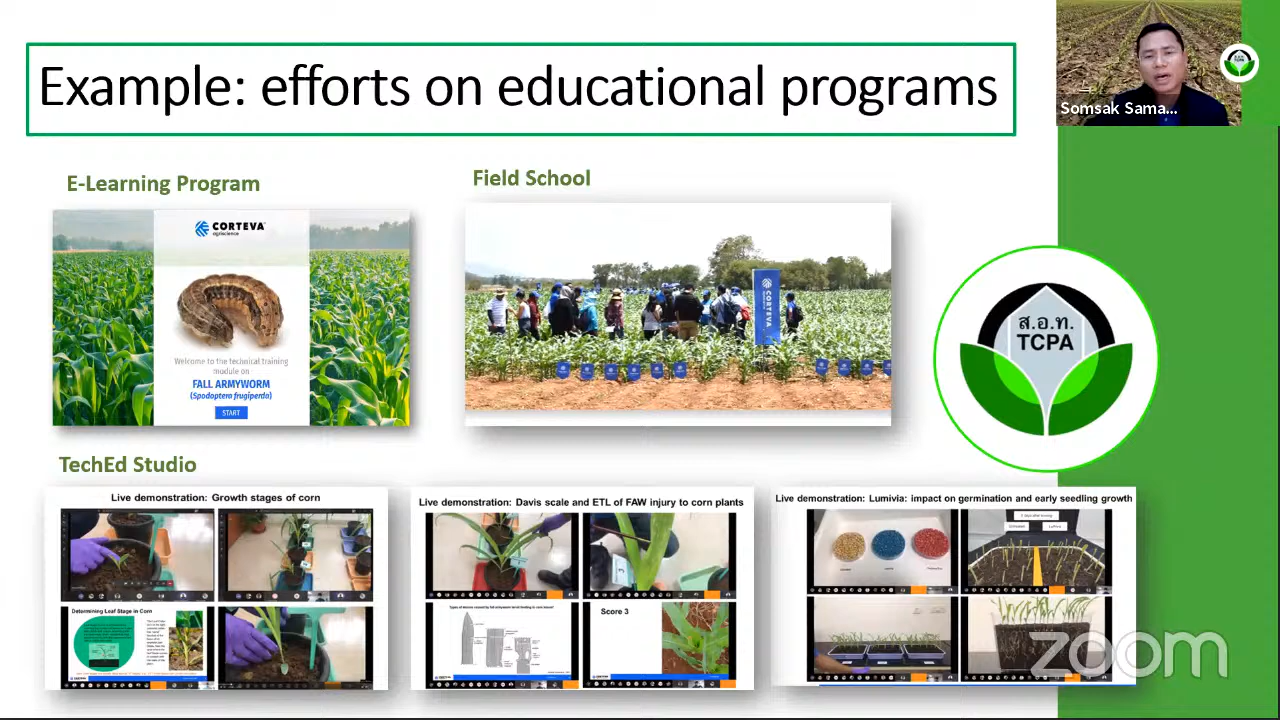 Example: efforts on educational programs
Somsak Sama...
E-Learning Program
Field School
CORTEVA
agriscience
Welcome to the technical training
module on
FALL ARMYWORM
(Spodoptera frugiperda)
START
CORTEVA
ส.อ.ท.
TCPA
TechEd Studio
Live demonstration: Growth stages of corn
Determining Leaf Stage in Corn
Live demonstration: Davis scale and ETL of FAW injury to corn plants
Score 3
Live demonstration: Lumivia: impact on germination and early seedling growth
zoom